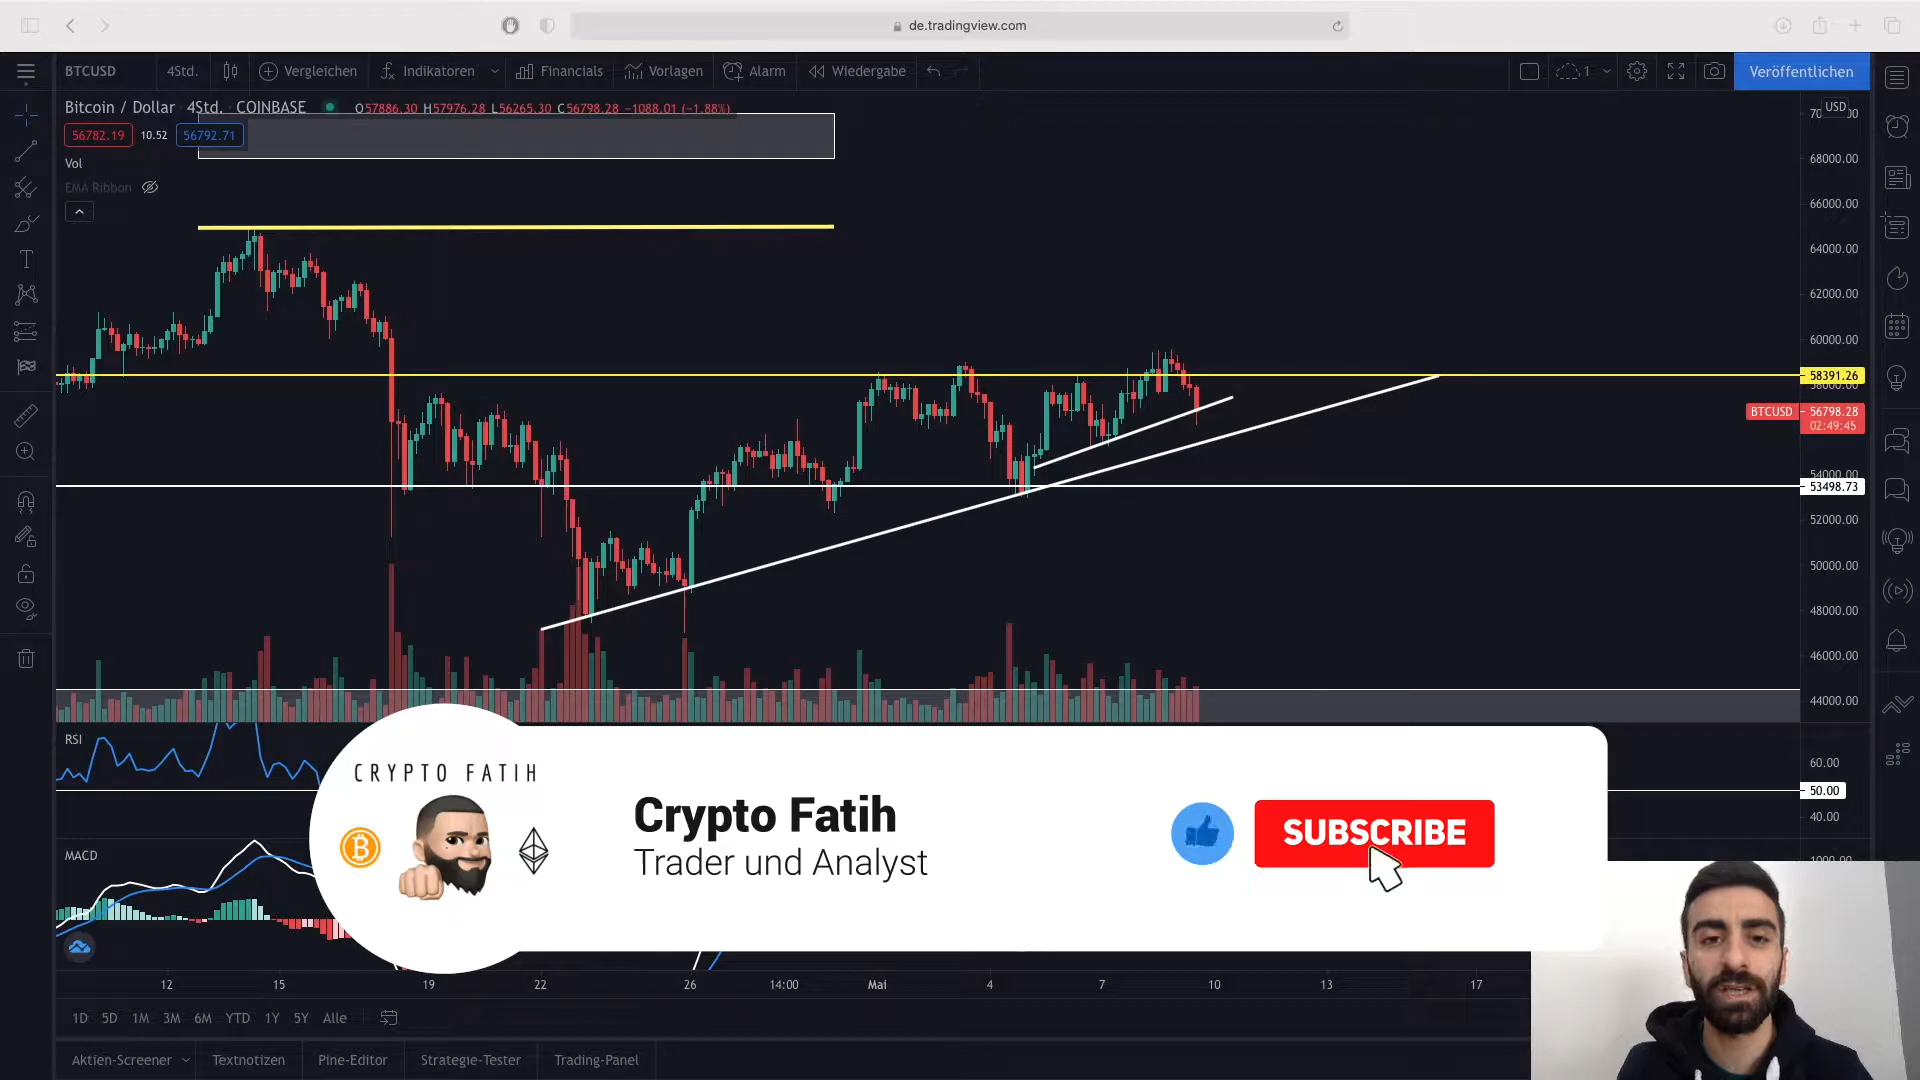 de.tradingview.com
BTCUSD 4Std. Vergleichen Indikatoren Financials Vorlagen Alarm Wiedergabe 1 Veröffentlichen
Bitcoin / Dollar 4Std. COINBASE O57886.30 H57976.28 L56265.30 C56798.28 −1088.01 (−1.88%)
USD
56782.19 10.52 56792.71
Vol
EMA Ribbon
68000.00
66000.00
64000.00
62000.00
60000.00
58391.26
BTCUSD 56798.28
02:49:45
54000.00
53498.73
52000.00
50000.00
48000.00
46000.00
44000.00
RSI
60.00
50.00
40.00
MACD
CRYPTO FATIH
Crypto Fatih
Trader und Analyst
SUBSCRIBE
12 15 19 22 26 14:00 Mai 4 7 10 13 17
1D 5D 1M 3M 6M YTD 1Y 5Y Alle
Aktien-Screener Textnotizen Pine-Editor Strategie-Tester Trading-Panel